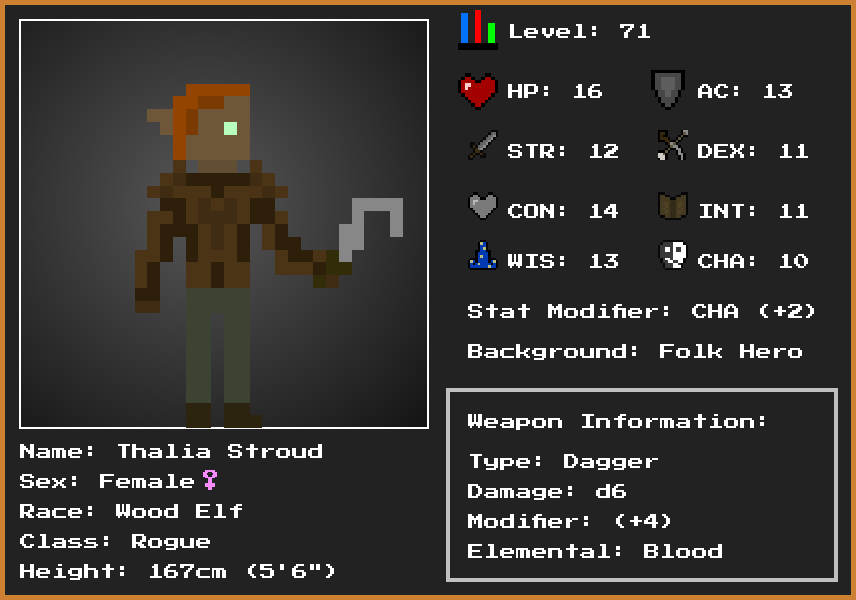 Level: 71
HP: 16 AC: 13
STR: 12 DEX: 11
CON: 14 INT: 11
WIS: 13 CHA: 10
Stat Modifier: CHA (+2)
Background: Folk Hero
Weapon Information:
Type: Dagger
Damage: d6
Modifier: (+4)
Elemental: Blood
Name: Thalia Stroud
Sex: Female♀
Race: Wood Elf
Class: Rogue
Height: 167cm (5'6")